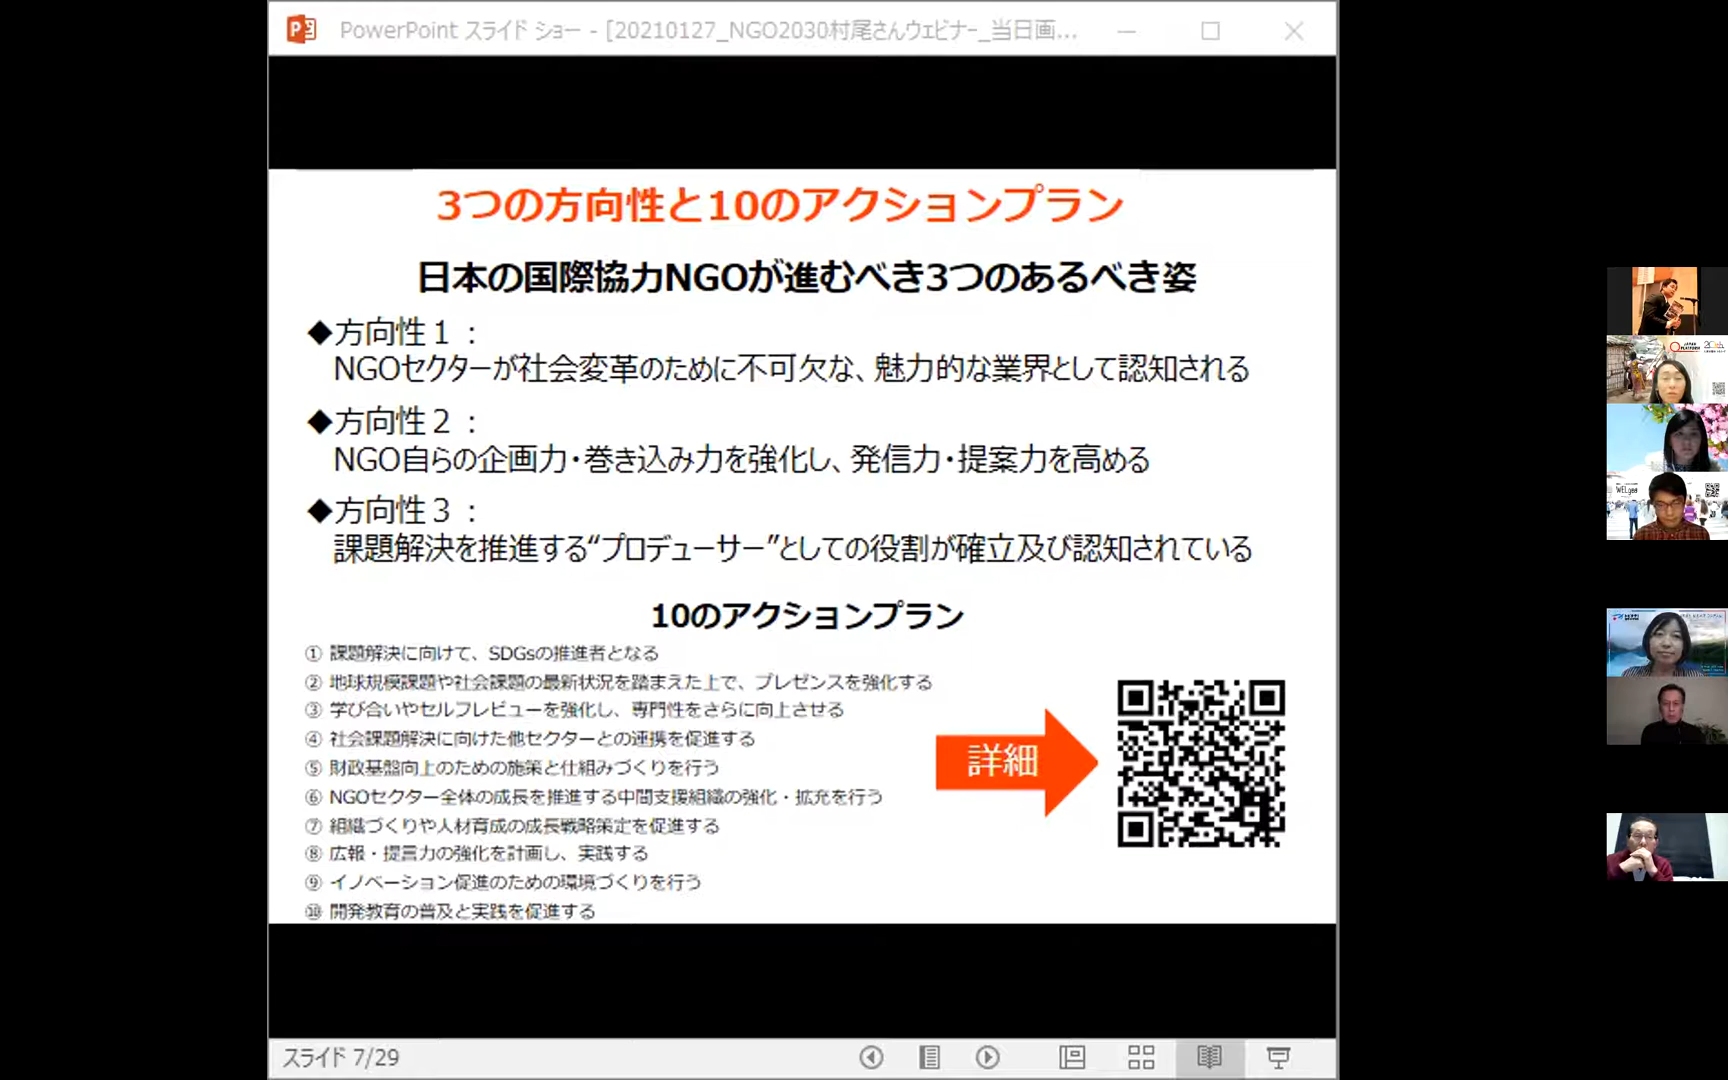 PowerPoint スライド ショー - [20210127_NGO2030村尾さんウェビナー_当日画...
3つの方向性と10のアクションプラン
日本の国際協力NGOが進むべき3つのあるべき姿
◆方向性１：
NGOセクターが社会変革のために不可欠な、魅力的な業界として認知される
◆方向性２：
NGO自らの企画力・巻き込み力を強化し、発信力・提案力を高める
◆方向性３：
課題解決を推進する“プロデューサー”としての役割が確立及び認知されている
10のアクションプラン
① 課題解決に向けて、SDGsの推進者となる
② 地球規模課題や社会課題の最新状況を踏まえた上で、プレゼンスを強化する
③ 学び合いやセルフレビューを強化し、専門性をさらに向上させる
④ 社会課題解決に向けた他セクターとの連携を促進する
⑤ 財政基盤向上のための施策と仕組みづくりを行う
⑥ NGOセクター全体の成長を推進する中間支援組織の強化・拡充を行う
⑦ 組織づくりや人材育成の成長戦略策定を促進する
⑧ 広報・提言力の強化を計画し、実践する
⑨ イノベーション促進のための環境づくりを行う
⑩ 開発教育の普及と実践を促進する
詳細
スライド 7/29
JAPAN
PLATFORM
WELgee